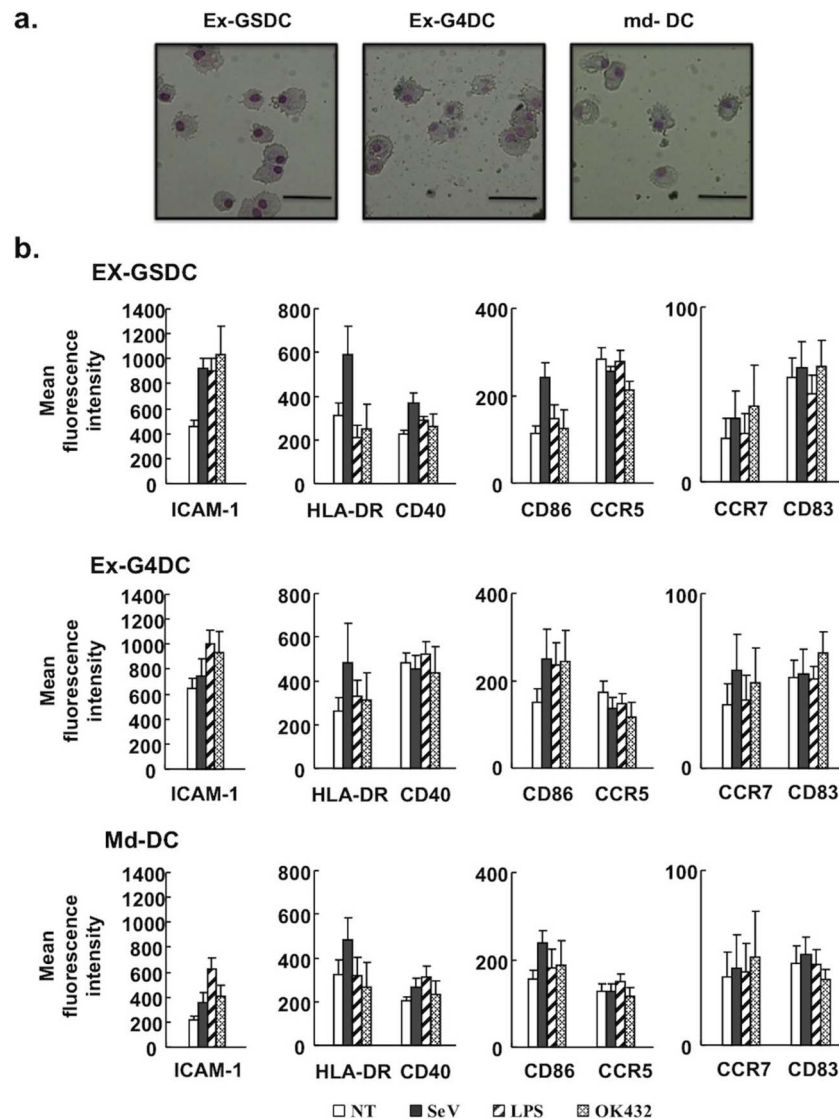 a.
Ex-GSDC Ex-G4DC md- DC
b.
EX-GSDC
Mean fluorescence intensity
1400
1200
1000
800
600
400
200
0
ICAM-1
800
600
400
200
0
HLA-DR CD40
400
200
0
CD86 CCR5
100
0
CCR7 CD83
Ex-G4DC
Mean fluorescence intensity
1400
1200
1000
800
600
400
200
0
ICAM-1
800
600
400
200
0
HLA-DR CD40
400
200
0
CD86 CCR5
100
0
CCR7 CD83
Md-DC
Mean fluorescence intensity
1400
1200
1000
800
600
400
200
0
ICAM-1
800
600
400
200
0
HLA-DR CD40
400
200
0
CD86 CCR5
100
0
CCR7 CD83
NT SeV LPS OK432